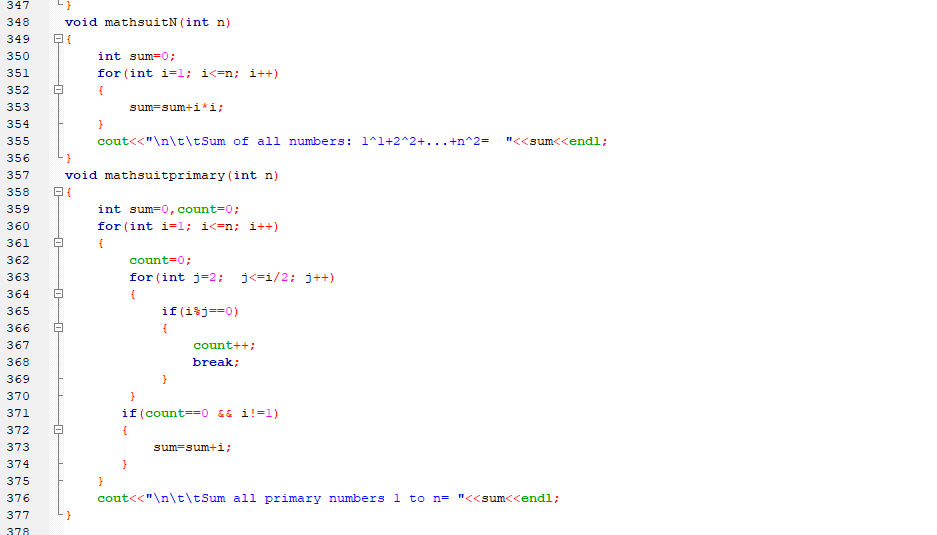 347 }
348 void mathsuitN(int n)
349 {
350     int sum=0;
351     for(int i=1; i<=n; i++)
352     {
353         sum=sum+i*i;
354     }
355     cout<<"\n\t\tSum of all numbers: 1^1+2^2+...+n^2=  "<<sum<<endl;
356 }
357 void mathsuitprimary(int n)
358 {
359     int sum=0,count=0;
360     for(int i=1; i<=n; i++)
361     {
362         count=0;
363         for(int j=2;  j<=i/2; j++)
364         {
365             if(i%j==0)
366             {
367                 count++;
368                 break;
369             }
370         }
371        if(count==0 && i!=1)
372        {
373            sum=sum+i;
374        }
375     }
376     cout<<"\n\t\tSum all primary numbers 1 to n= "<<sum<<endl;
377 }
378